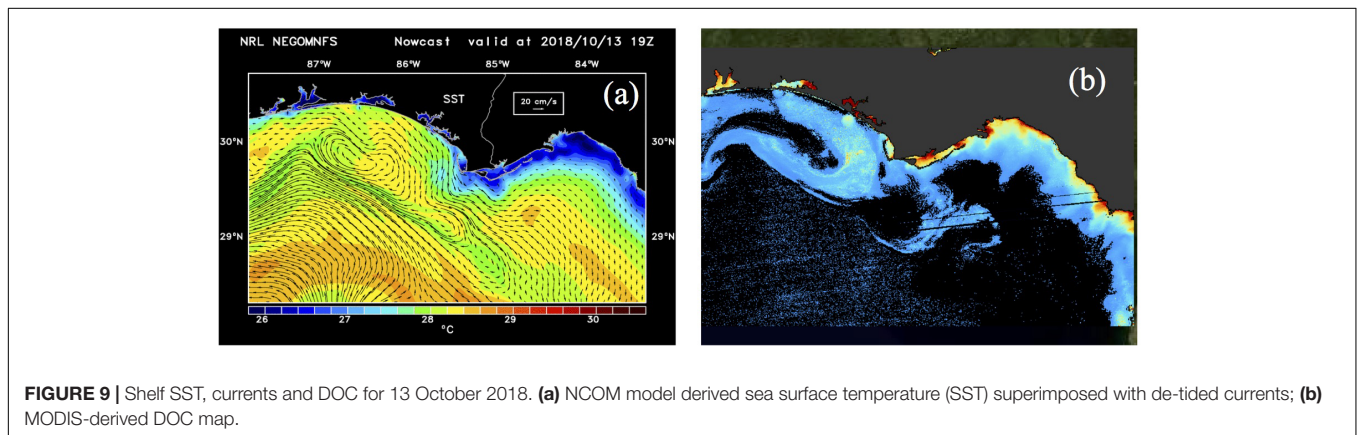 NRL NEGOMNFS Nowcast valid at 2018/10/13 19Z
87°W 86°W 85°W 84°W
SST
20 cm/s
(a)
30°N 30°N
29°N 29°N
26 27 28 29 30
°C
(b)
FIGURE 9 | Shelf SST, currents and DOC for 13 October 2018. (a) NCOM model derived sea surface temperature (SST) superimposed with de-tided currents; (b)
MODIS-derived DOC map.